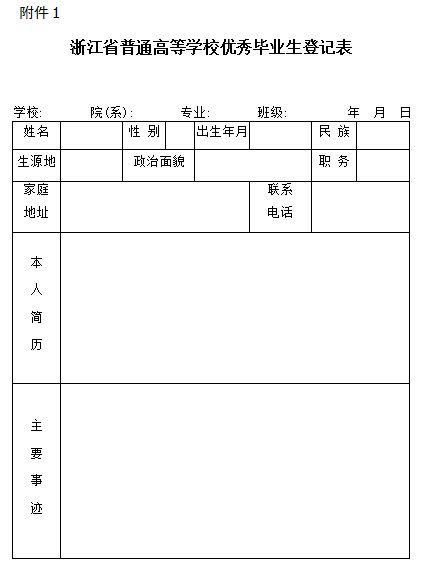 附件 1
浙江省普通高等学校优秀毕业生登记表
学校: 院(系): 专业: 班级: 年 月 日
姓名 性 别 出生年月 民 族
生源地 政治面貌 职 务
家庭 联系
地址 电话
本
人
简
历
主
要
事
迹